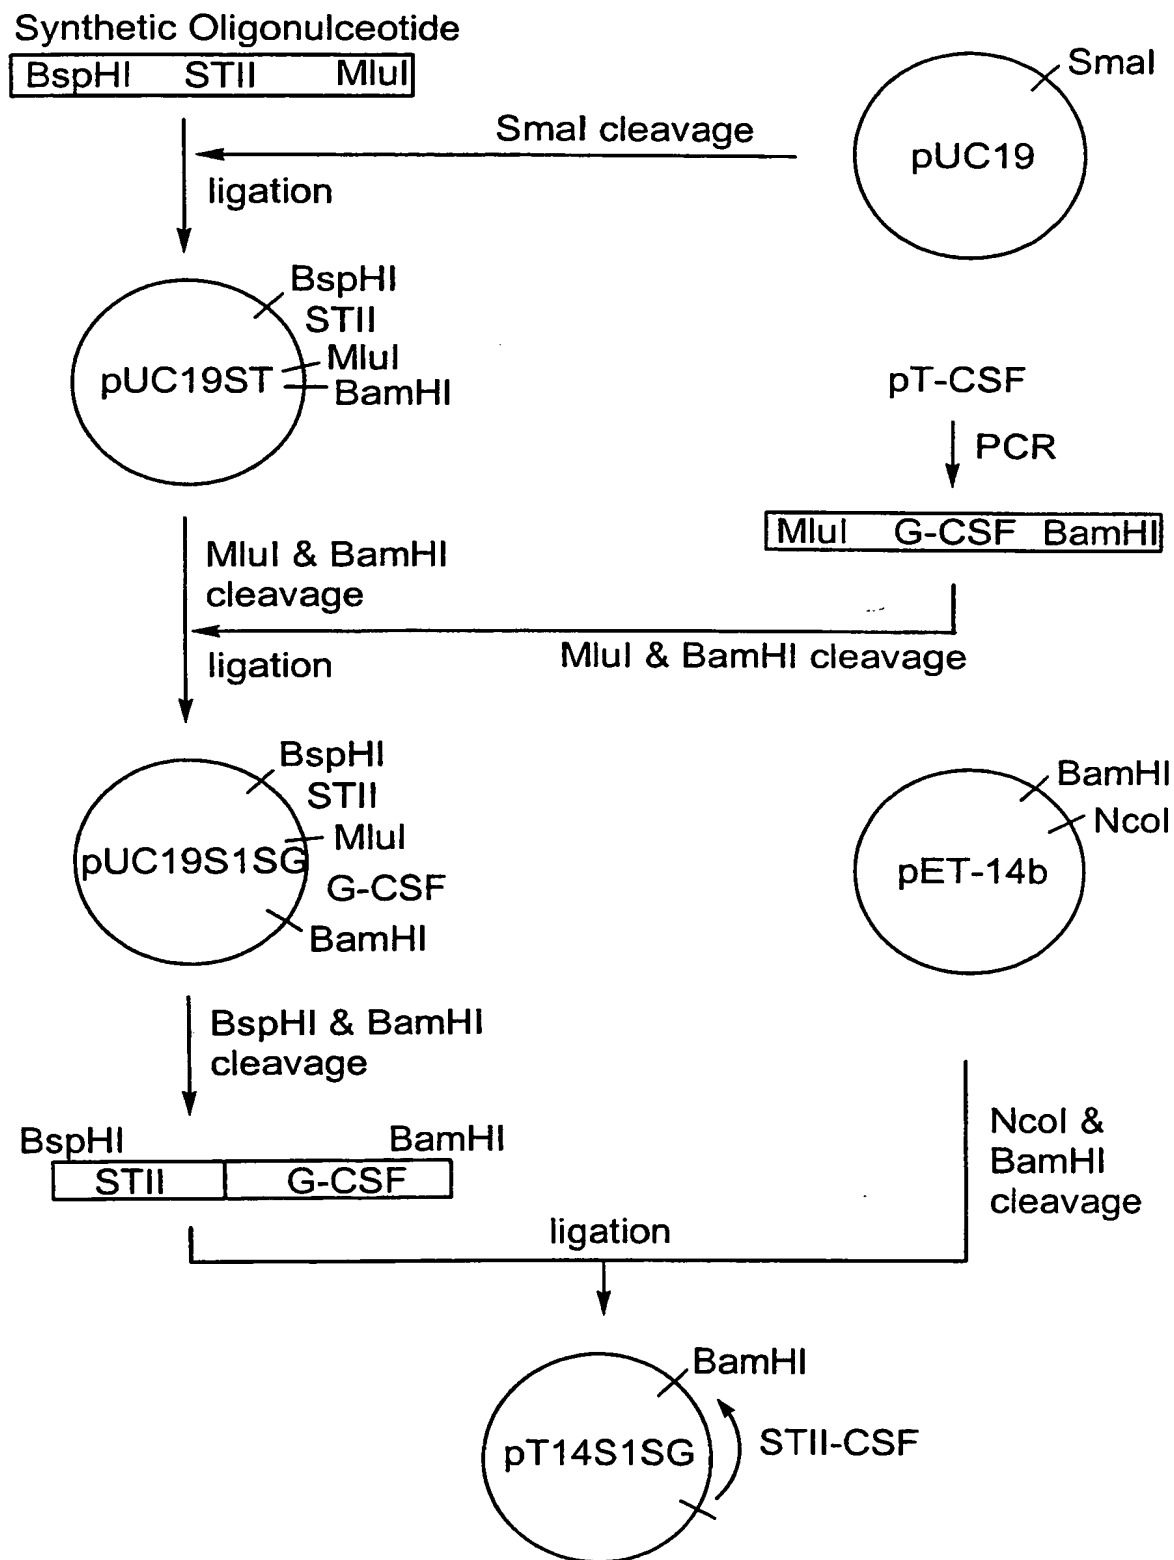 Synthetic Oligonulceotide
BspHI STII MluI
SmaI
pUC19
SmaI cleavage
ligation
BspHI
STII
MluI
BamHI
pUC19ST
pT-CSF
PCR
MluI G-CSF BamHI
MluI & BamHI
cleavage
MluI & BamHI cleavage
ligation
BspHI
STII
MluI
pUC19S1SG
G-CSF
BamHI
BamHI
NcoI
pET-14b
BspHI & BamHI
cleavage
BspHI BamHI
STII G-CSF
NcoI &
BamHI
cleavage
ligation
BamHI
pT14S1SG
STII-CSF